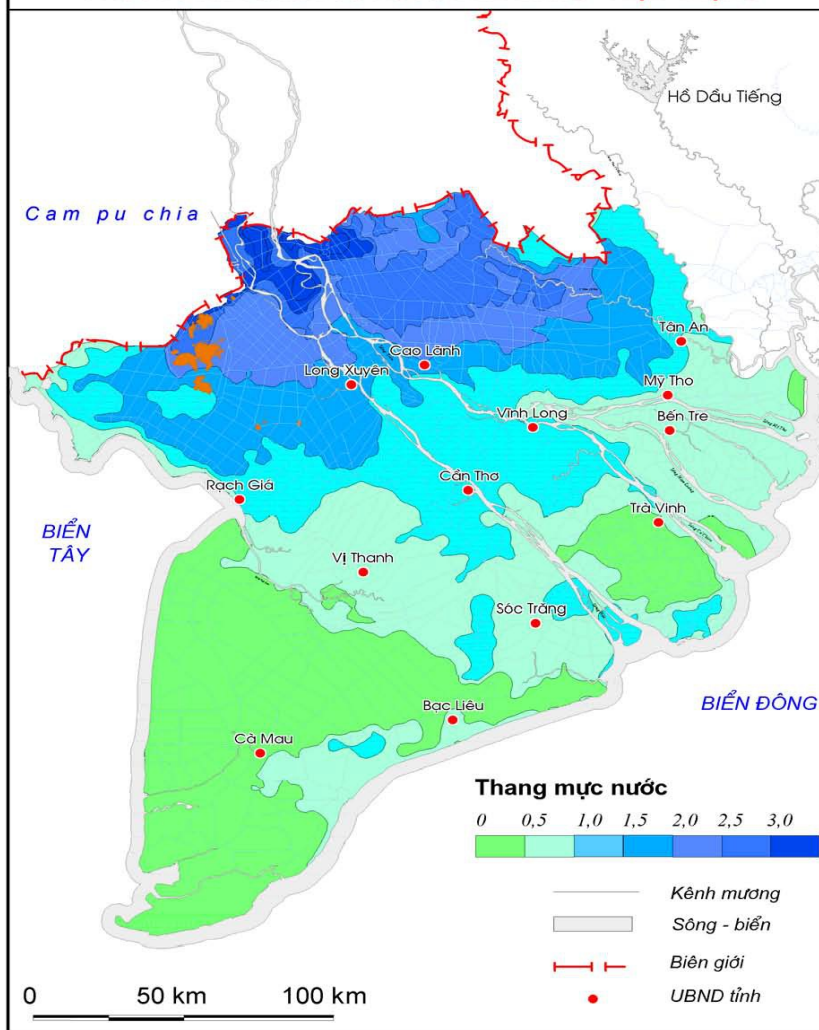 Hồ Dầu Tiếng
Cam pu chia
Tân An
Cao Lãnh
Long Xuyên
Mỹ Tho
Bến Tre
Vĩnh Long
Cần Thơ
Rạch Giá
Trà Vinh
BIỂN
TÂY
Vị Thanh
Sóc Trăng
BIỂN ĐÔNG
Bạc Liêu
Cà Mau
Thang mực nước
0 0,5 1,0 1,5 2,0 2,5 3,0
Kênh mương
Sông - biển
Biên giới
UBND tỉnh
0 50 km 100 km